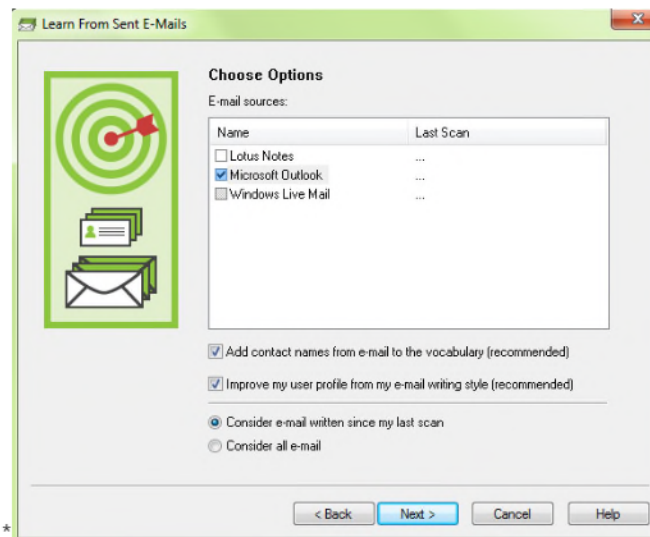 Learn From Sent E-Mails
Choose Options
E-mail sources:
Name Last Scan
Lotus Notes ...
Microsoft Outlook ...
Windows Live Mail ...
Add contact names from e-mail to the vocabulary (recommended)
Improve my user profile from my e-mail writing style (recommended)
Consider e-mail written since my last scan
Consider all e-mail
< Back Next > Cancel Help
*